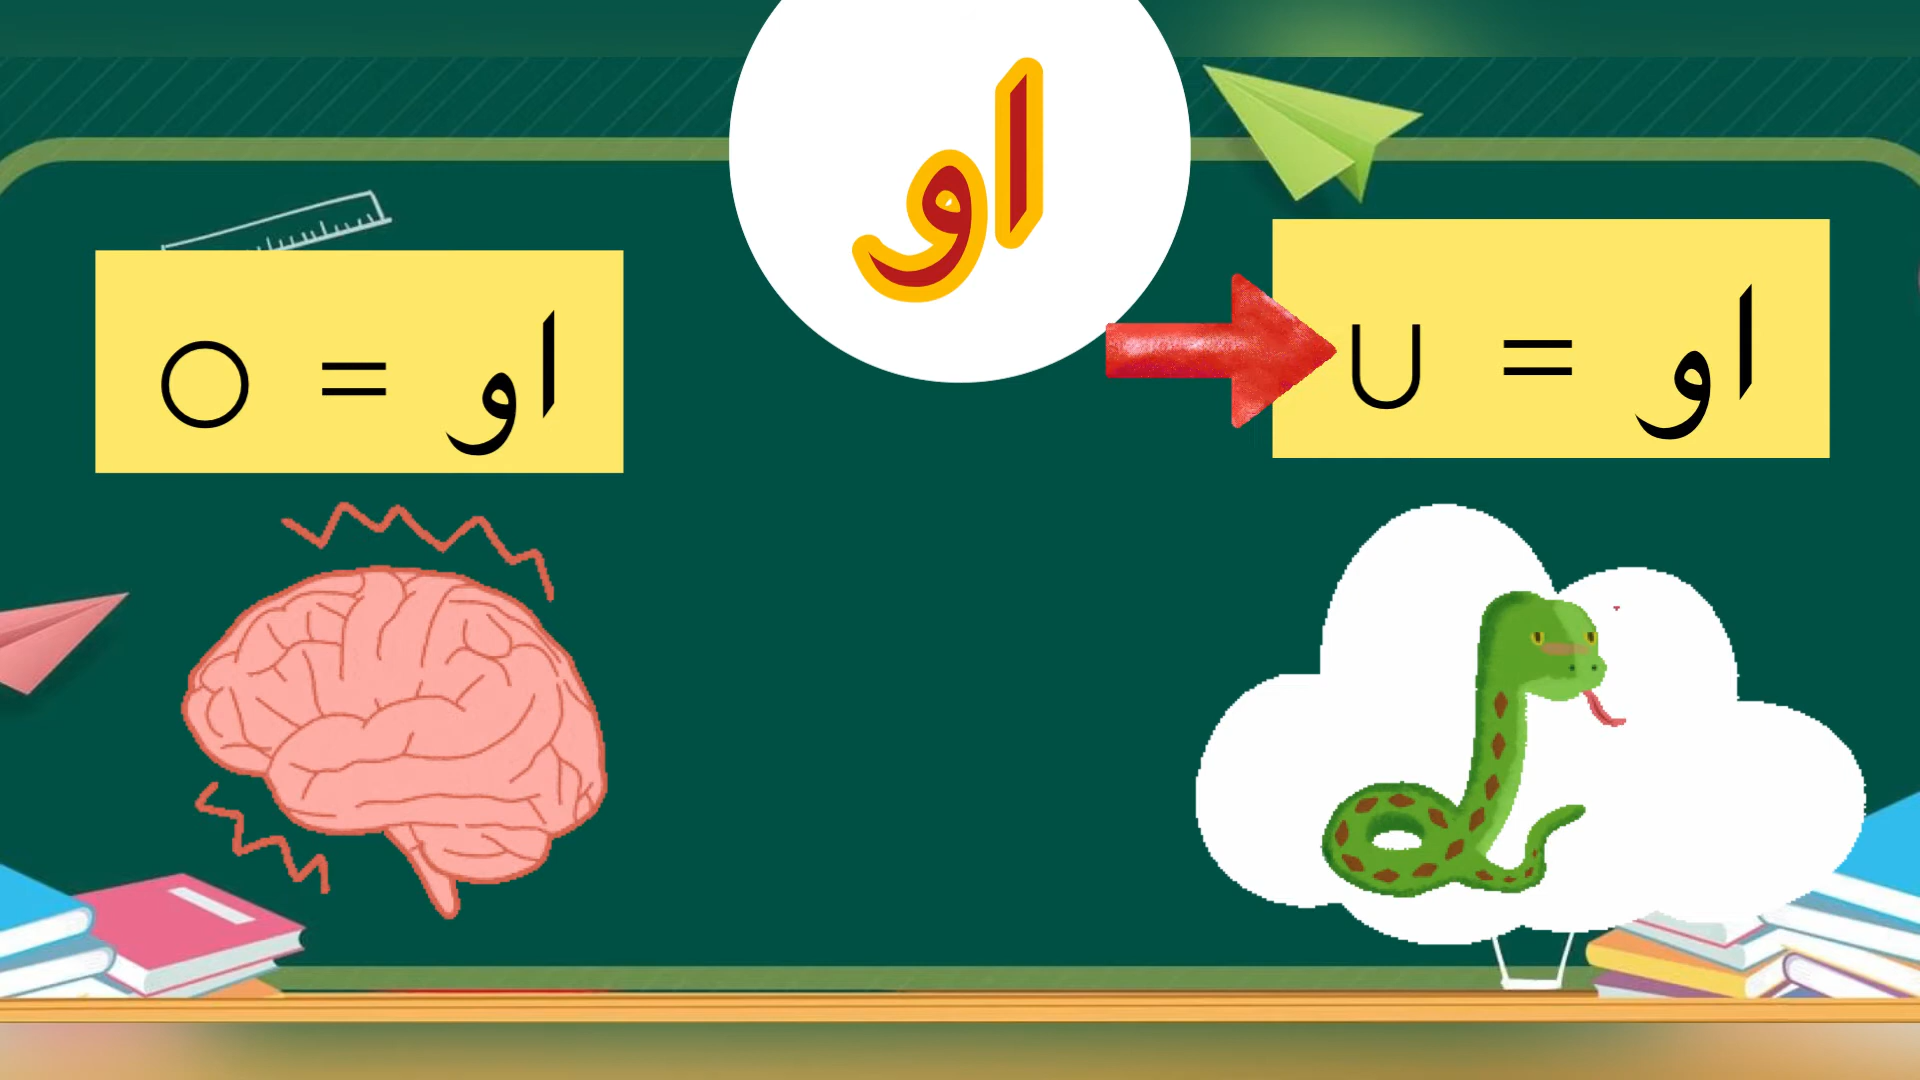 او
او = U
او = O